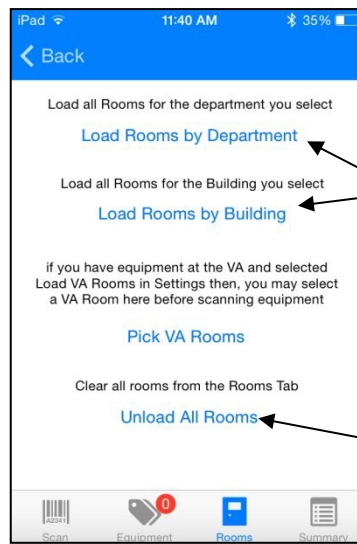 iPad 11:40 AM 35%
Back
Load all Rooms for the department you select
Load Rooms by Department
Load all Rooms for the Building you select
Load Rooms by Building
if you have equipment at the VA and selected
Load VA Rooms in Settings then, you may select
a VA Room here before scanning equipment
Pick VA Rooms
Clear all rooms from the Rooms Tab
Unload All Rooms
A2341 0
Scan Equipment Rooms Summary